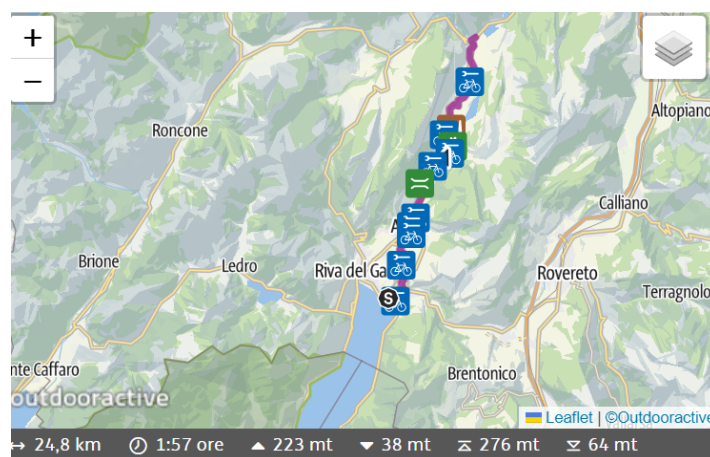 +
−
Roncone
Altopiano
Calliano
A
Brione
Ledro
Riva del Ga
Rovereto
S
Terragnolo
nte Caffaro
Brentonico
outdooractive
Leaflet | ©Outdooractive
↔ 24,8 km 1:57 ore ▲ 223 mt ▼ 38 mt 276 mt 64 mt